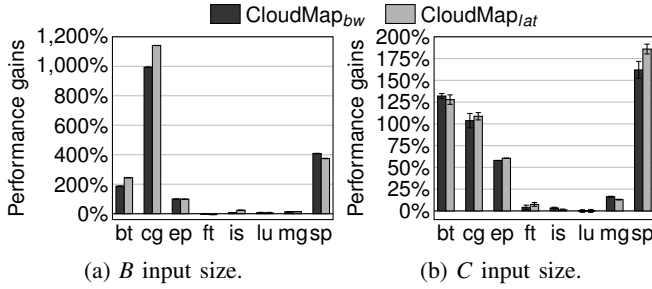 CloudMap_bw CloudMap_lat
Performance gains
1,200%
1,000%
800%
600%
400%
200%
0%
bt cg ep ft is lu mg sp
(a) B input size.
Performance gains
200%
175%
150%
125%
100%
75%
50%
25%
0%
bt cg ep ft is lu mg sp
(b) C input size.